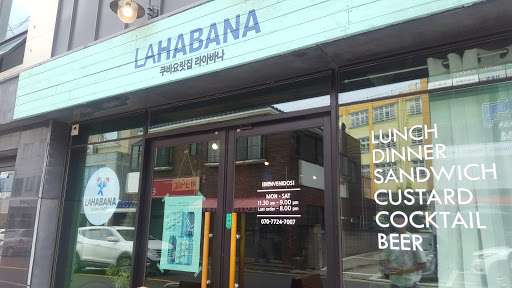 LAHABANA
쿠바요릿집 라아바나
LAHABANA
¡BIENVENIDOS!
MON - SAT
11.30 am - 9.00 pm
Last order - 8.00 pm
070-7724-7007
LUNCH
DINNER
SANDWICH
CUSTARD
COCKTAIL
BEER